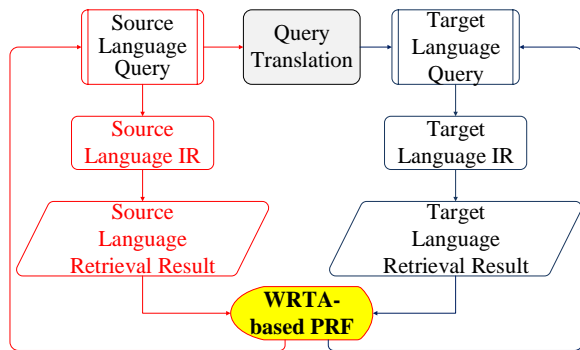 Source
Language
Query
Query
Translation
Target
Language
Query
Source
Language IR
Target
Language IR
Source
Language
Retrieval Result
Target
Language
Retrieval Result
WRTA-
based PRF